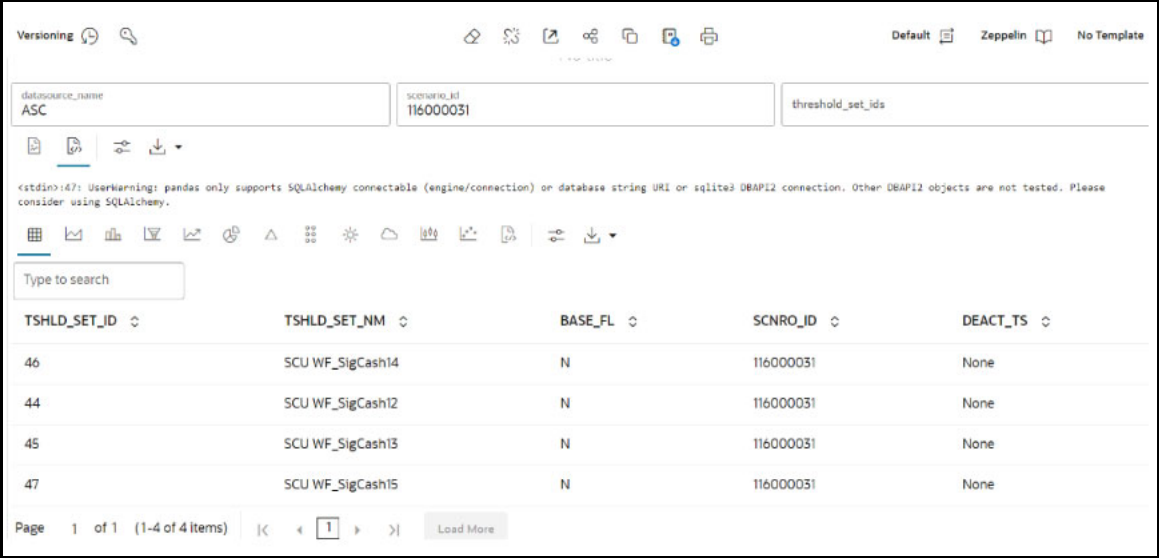 Versioning
Default Zeppelin No Template
datasource_name scenario_id
ASC 116000031 threshold_set_ids
<stdin>:47: UserWarning: pandas only supports SQLAlchemy connectable (engine/connection) or database string URI or sqlite3 DBAPI2 connection. Other DBAPI2 objects are not tested. Please
consider using SQLAlchemy.
Type to search
TSHLD_SET_ID TSHLD_SET_NM BASE_FL SCNRO_ID DEACT_TS
46 SCU WF_SigCash14 N 116000031 None
44 SCU WF_SigCash12 N 116000031 None
45 SCU WF_SigCash13 N 116000031 None
47 SCU WF_SigCash15 N 116000031 None
Page 1 of 1 (1-4 of 4 items) 1 Load More